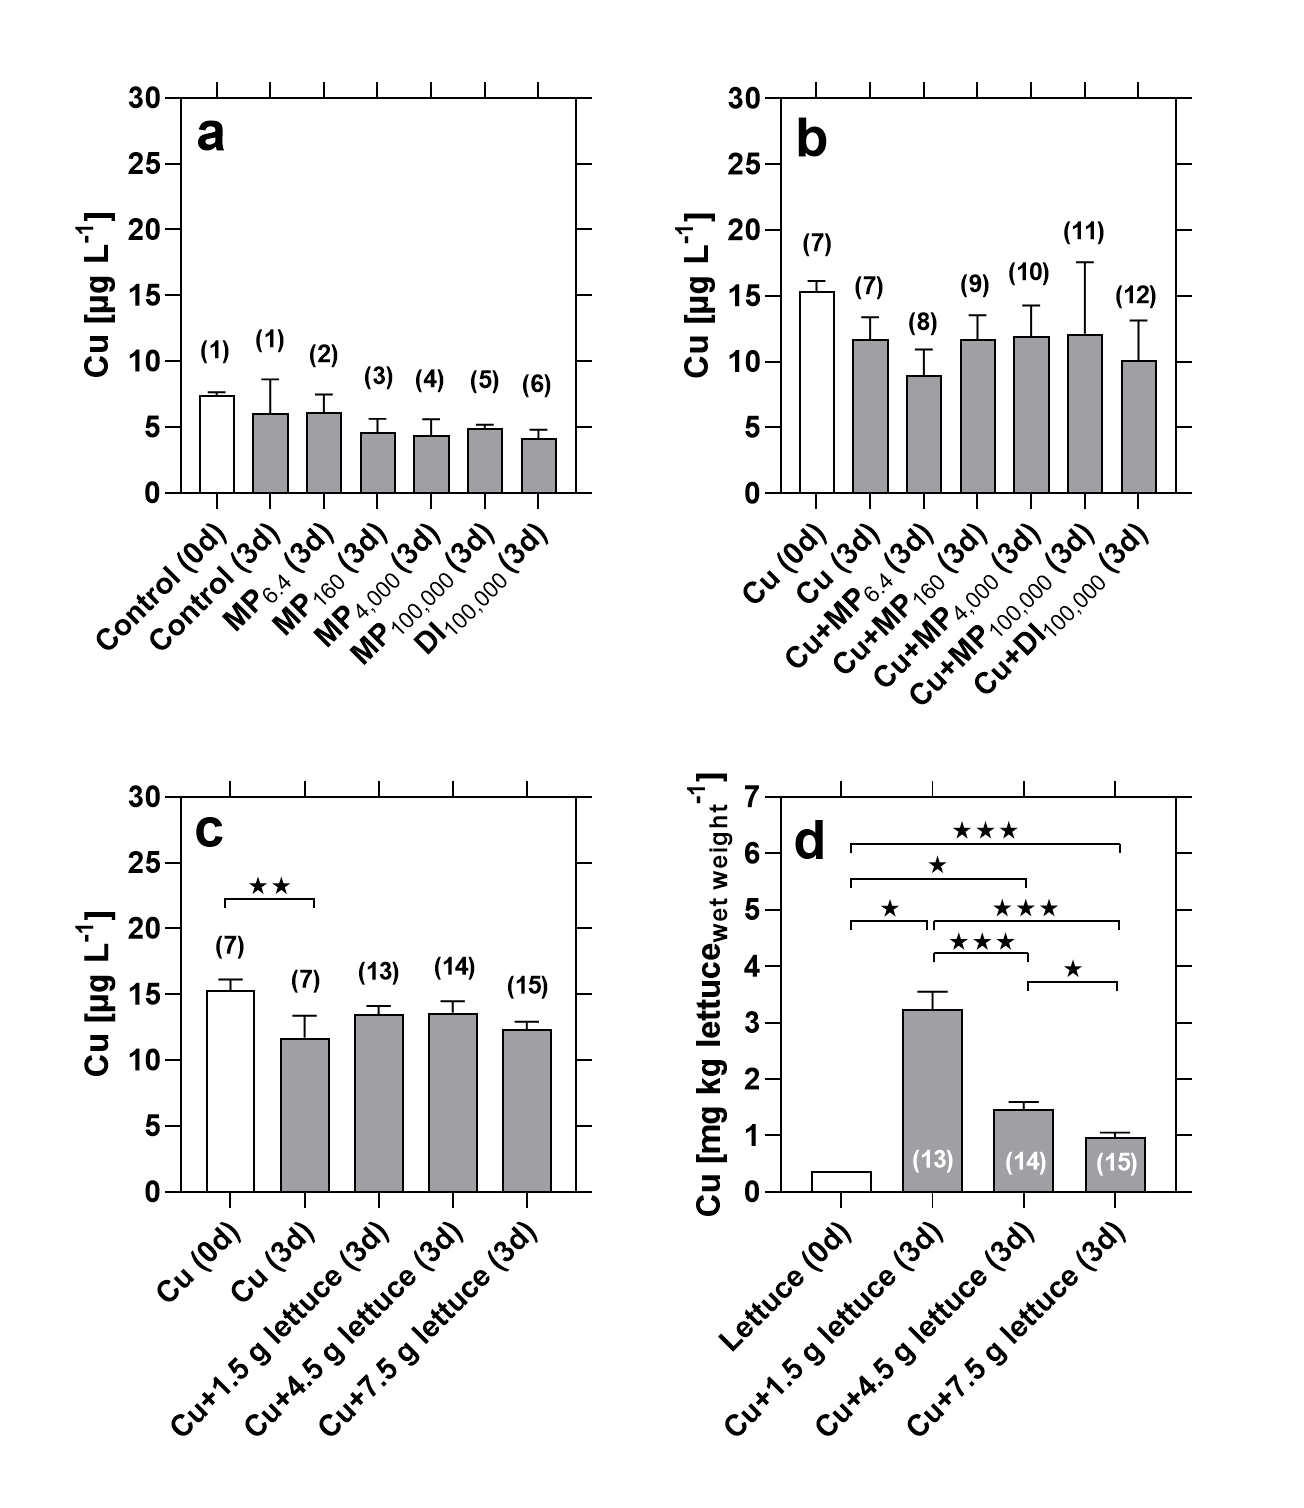 a
Cu [µg L-1]
30
25
20
15
10
5
0
(1)
(1)
(2)
(3)
(4)
(5)
(6)
Control (0d)
Control (3d)
MP6.4 (3d)
MP160 (3d)
MP4,000 (3d)
MP100,000 (3d)
DI100,000 (3d)
b
Cu [µg L-1]
30
25
20
15
10
5
0
(7)
(7)
(8)
(9)
(10)
(11)
(12)
Cu (0d)
Cu (3d)
Cu+MP6.4 (3d)
Cu+MP160 (3d)
Cu+MP4,000 (3d)
Cu+MP100,000 (3d)
Cu+DI100,000 (3d)
c
Cu [µg L-1]
30
25
20
15
10
5
0
★★
(7)
(7)
(13)
(14)
(15)
Cu (0d)
Cu (3d)
Cu+1.5 g lettuce (3d)
Cu+4.5 g lettuce (3d)
Cu+7.5 g lettuce (3d)
d
Cu [mg kg lettucewet weight-1]
7
6
5
4
3
2
1
0
★★★
★
★ ★★★
★★★
★
(13)
(14)
(15)
Lettuce (0d)
Cu+1.5 g lettuce (3d)
Cu+4.5 g lettuce (3d)
Cu+7.5 g lettuce (3d)